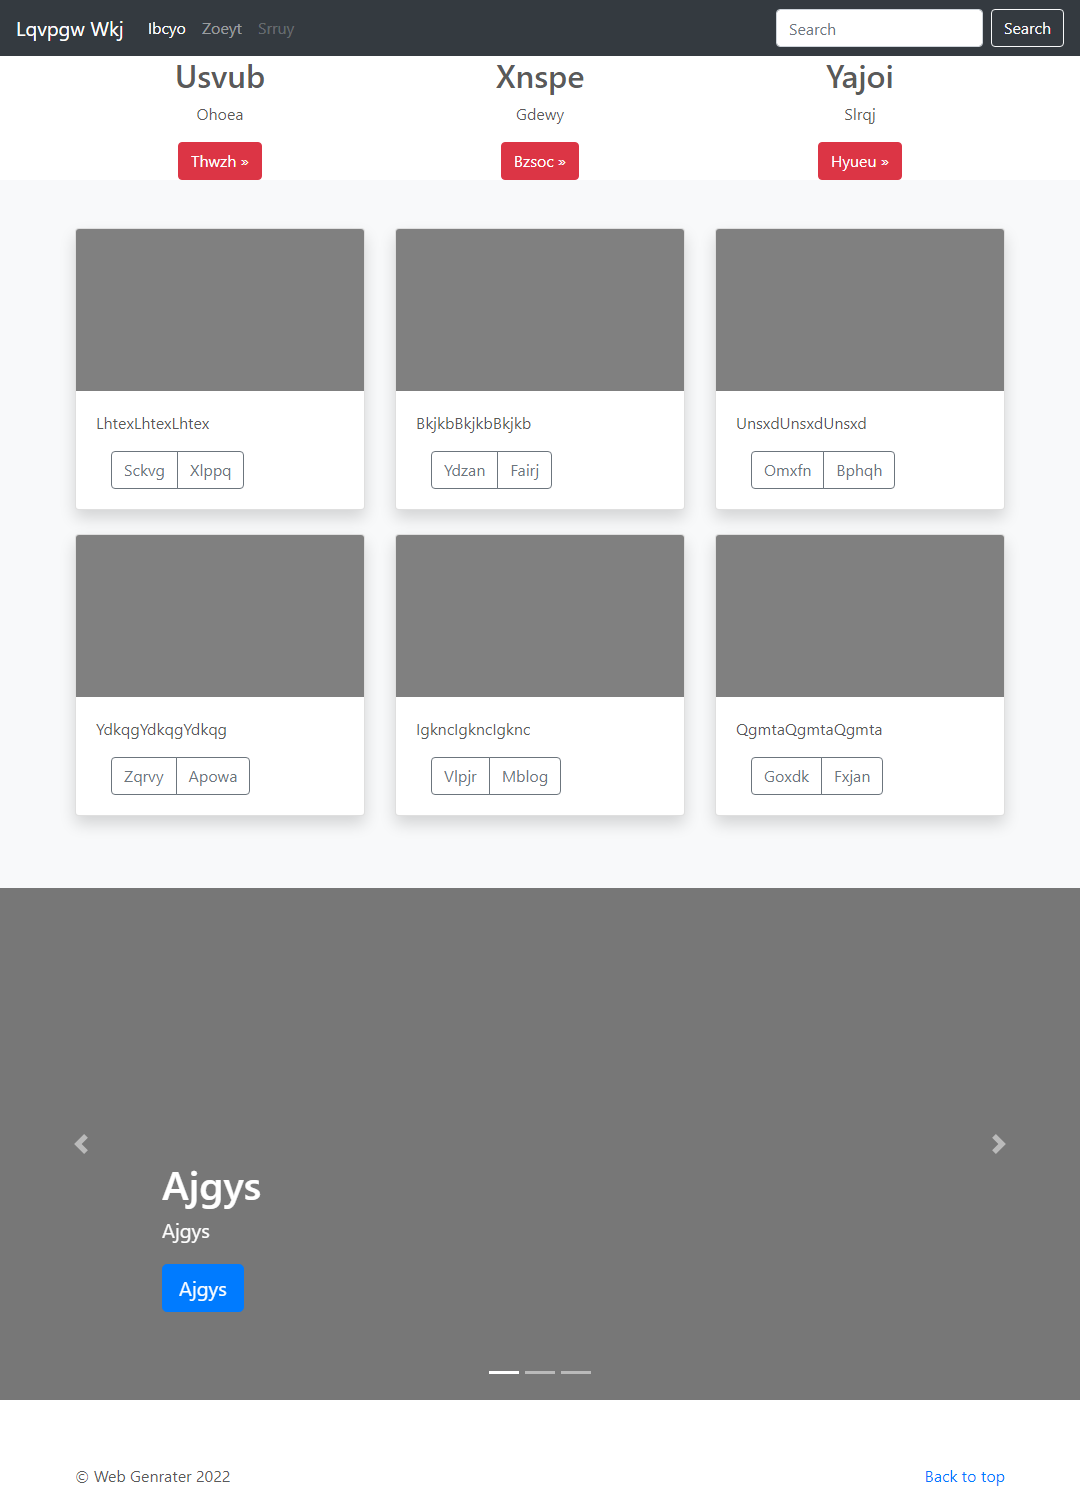 Lqvpgw Wkj Ibcyo Zoeyt Srruy Search Search
Usvub Xnspe Yajoi
Ohoea Gdewy Slrqj
Thwzh » Bzsoc » Hyueu »
LhtexLhtexLhtex BkjkbBkjkbBkjkb UnsxdUnsxdUnsxd
Sckvg Xlppq Ydzan Fairj Omxfn Bphqh
YdkqgYdkqgYdkqg IgkncIgkncIgknc QgmtaQgmtaQgmta
Zqrvy Apowa Vlpjr Mblog Goxdk Fxjan
Ajgys
Ajgys
Ajgys
© Web Genrater 2022 Back to top